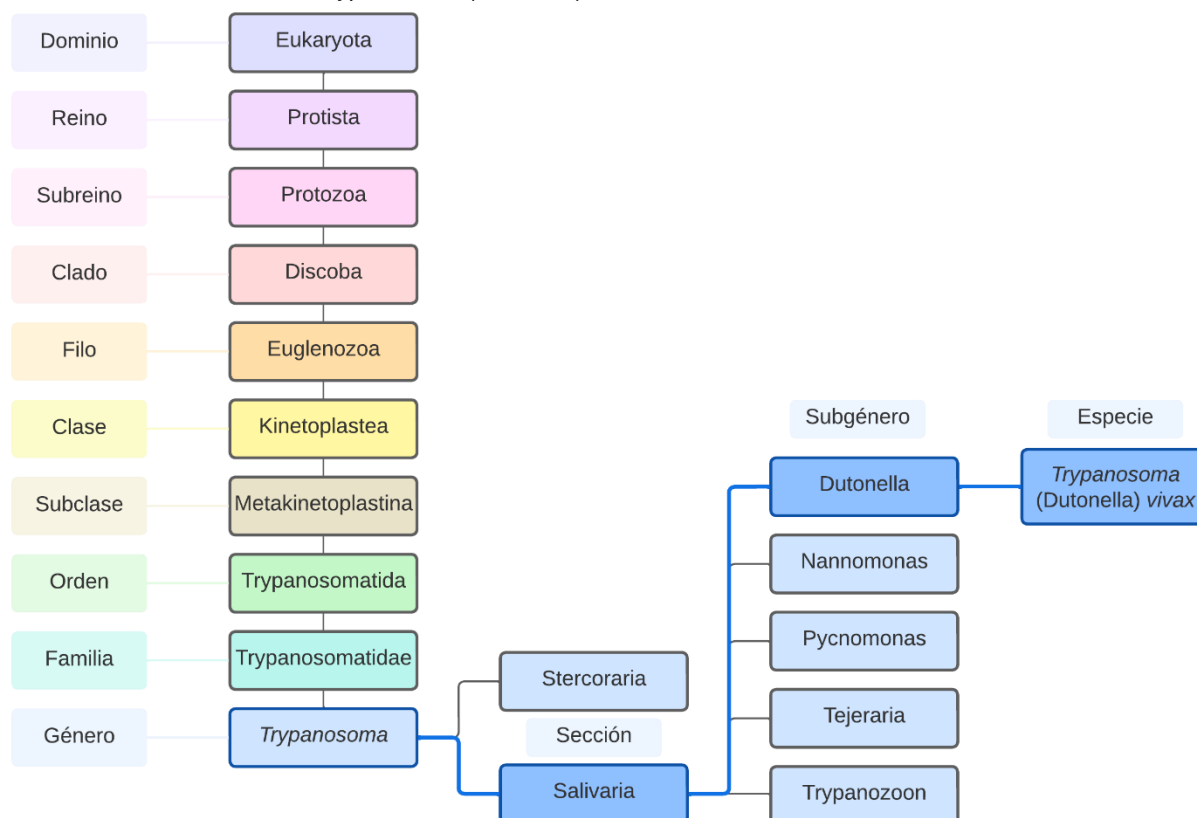 Dominio
Eukaryota
Reino
Protista
Subreino
Protozoa
Clado
Discoba
Filo
Euglenozoa
Clase
Kinetoplastea
Subclase
Metakinetoplastina
Orden
Trypanosomatida
Familia
Trypanosomatidae
Género
Trypanosoma
Stercoraria
Sección
Salivaria
Subgénero
Dutonella
Nannomonas
Pycnomonas
Tejeraria
Trypanozoon
Especie
Trypanosoma
(Dutonella) vivax